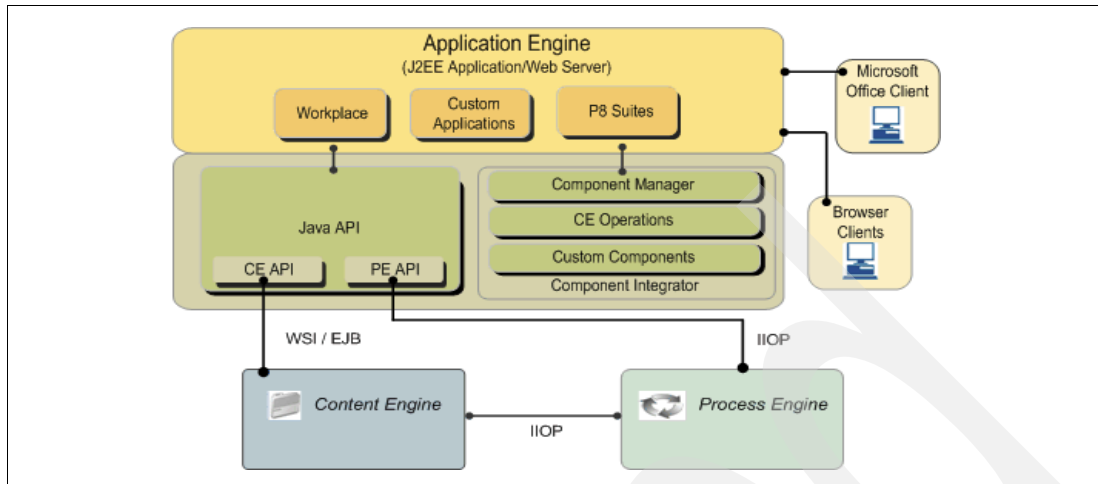 Application Engine
(J2EE Application/Web Server)
Workplace
Custom
Applications
P8 Suites
Microsoft
Office Client
Browser
Clients
Java API
CE API
PE API
Component Manager
CE Operations
Custom Components
Component Integrator
WSI / EJB
IIOP
Content Engine
IIOP
Process Engine